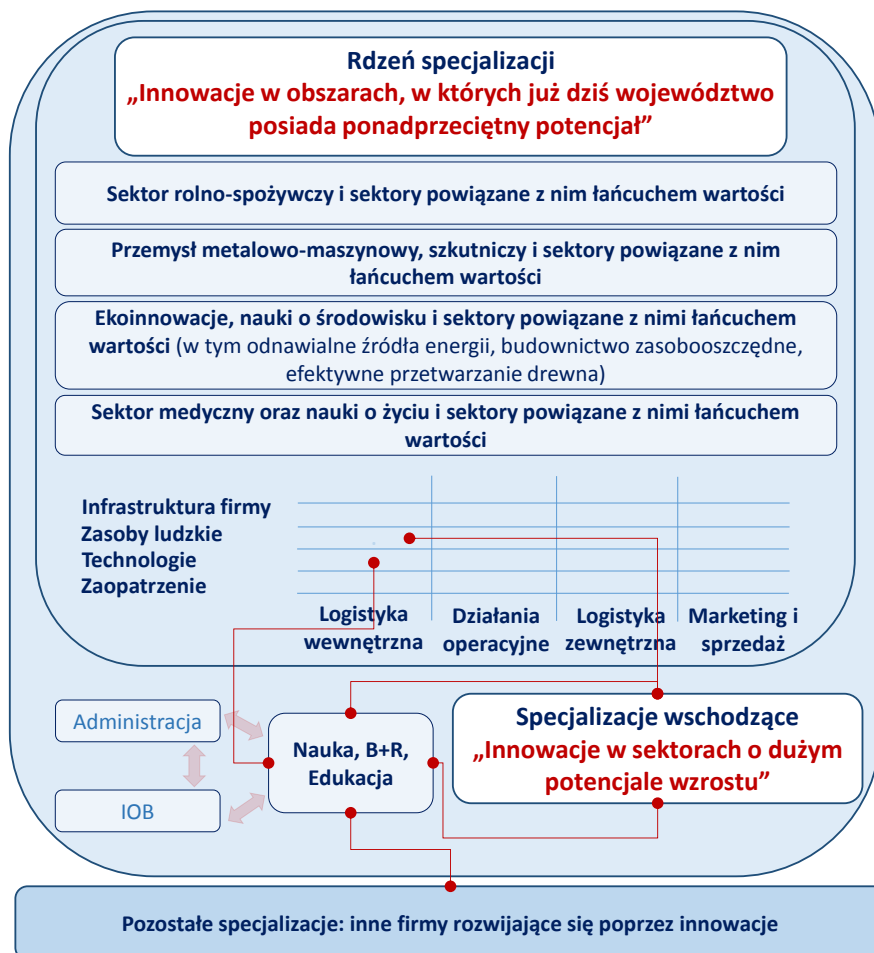 Rdzeń specjalizacji
„Innowacje w obszarach, w których już dziś województwo
posiada ponadprzeciętny potencjał”
Sektor rolno-spożywczy i sektory powiązane z nim łańcuchem wartości
Przemysł metalowo-maszynowy, szkutniczy i sektory powiązane z nim
łańcuchem wartości
Ekoinnowacje, nauki o środowisku i sektory powiązane z nimi łańcuchem
wartości (w tym odnawialne źródła energii, budownictwo zasobooszczędne,
efektywne przetwarzanie drewna)
Sektor medyczny oraz nauki o życiu i sektory powiązane z nimi łańcuchem
wartości
Infrastruktura firmy
Zasoby ludzkie
Technologie
Zaopatrzenie
Logistyka
wewnętrzna
Działania
operacyjne
Logistyka
zewnętrzna
Marketing i
sprzedaż
Administracja
IOB
Nauka, B+R,
Edukacja
Specjalizacje wschodzące
„Innowacje w sektorach o dużym
potencjale wzrostu”
Pozostałe specjalizacje: inne firmy rozwijające się poprzez innowacje